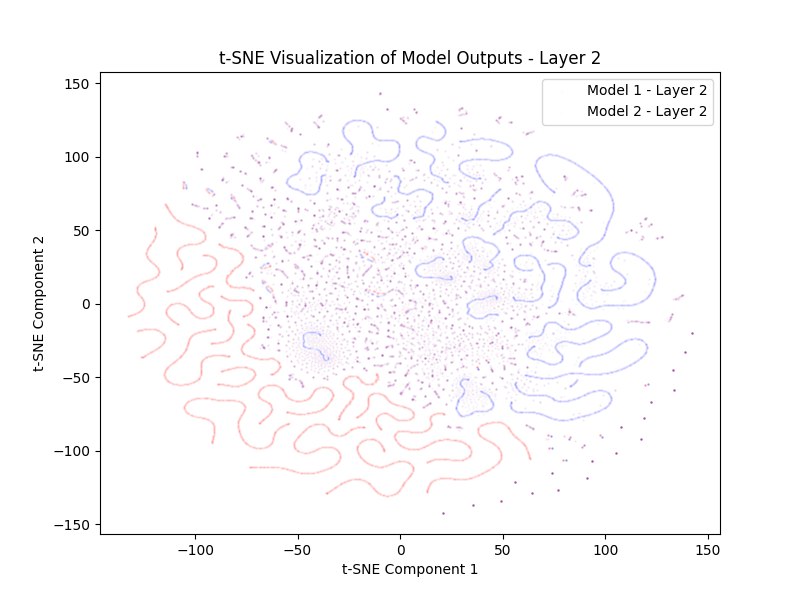 t-SNE Visualization of Model Outputs - Layer 2
Model 1 - Layer 2
Model 2 - Layer 2
150
100
50
0
−50
−100
−150
t-SNE Component 2
−100
−50
0
50
100
150
t-SNE Component 1